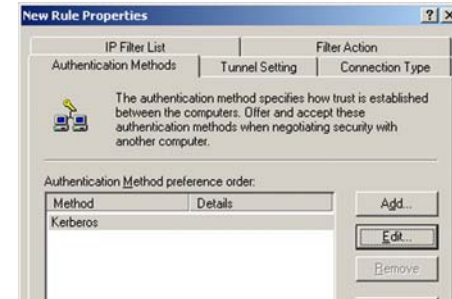 New Rule Properties
IP Filter List Filter Action
Authentication Methods Tunnel Setting Connection Type
The authentication method specifies how trust is established
between the computers. Offer and accept these
authentication methods when negotiating security with
another computer.
Authentication Method preference order:
Method Details Add...
Kerberos
Edit...
Remove